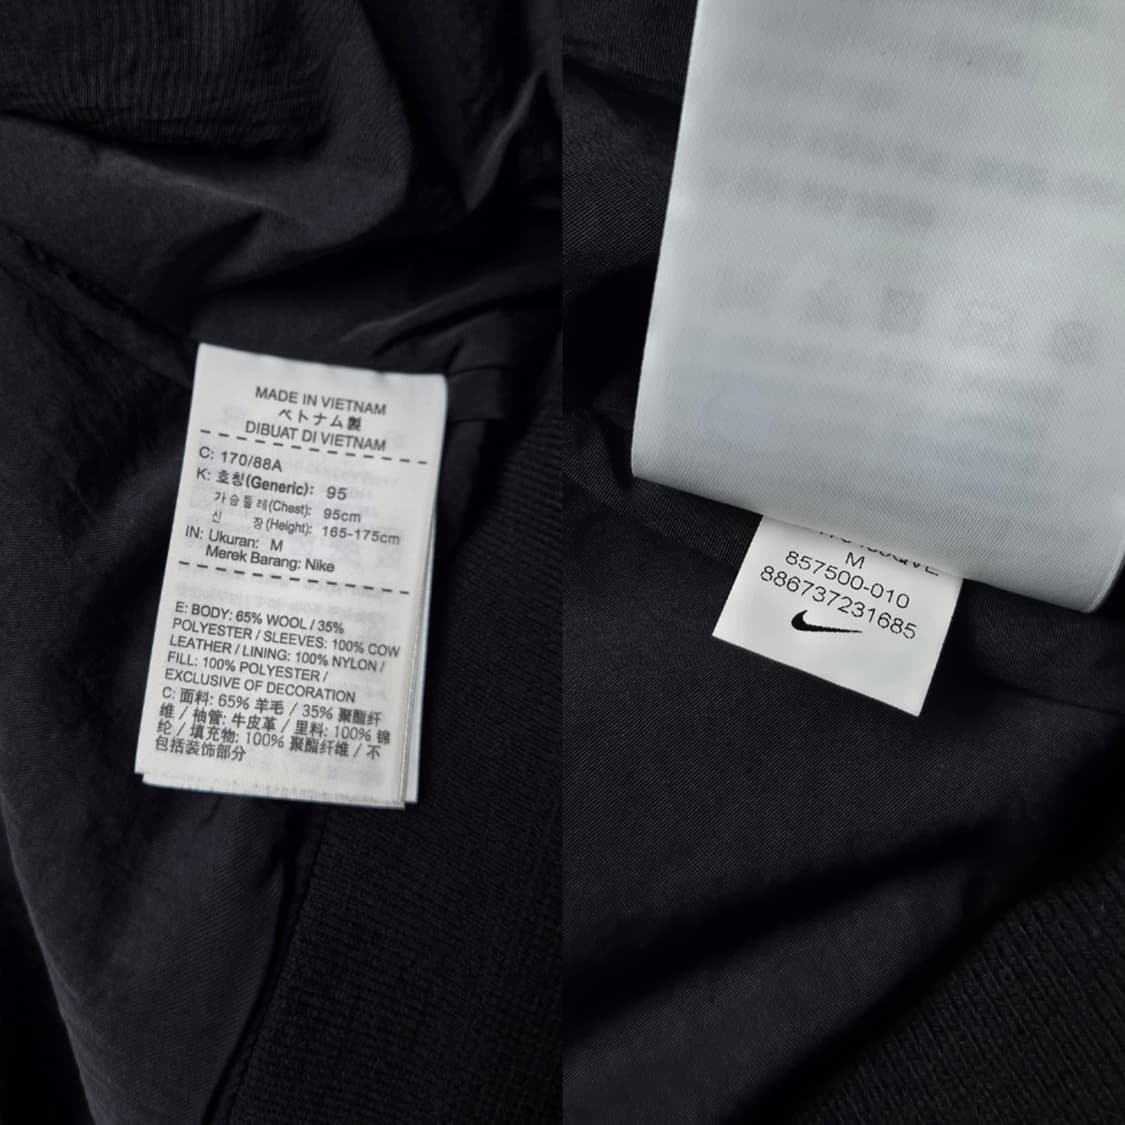 MADE IN VIETNAM
ベトナム製
DIBUAT DI VIETNAM
C: 170/88A
K: 호칭(Generic): 95
가슴둘레(Chest): 95cm
신 장(Height): 165-175cm
IN: Ukuran: M
Merek Barang: Nike
E: BODY: 65% WOOL / 35%
POLYESTER / SLEEVES: 100% COW
LEATHER / LINING: 100% NYLON /
FILL: 100% POLYESTER /
EXCLUSIVE OF DECORATION
C: 面料: 65% 羊毛 / 35% 聚酯纤
维 / 袖管: 牛皮革 / 里料: 100% 锦
纶 / 填充物: 100% 聚酯纤维 / 不
包括装饰部分
M
857500-010
886737231685